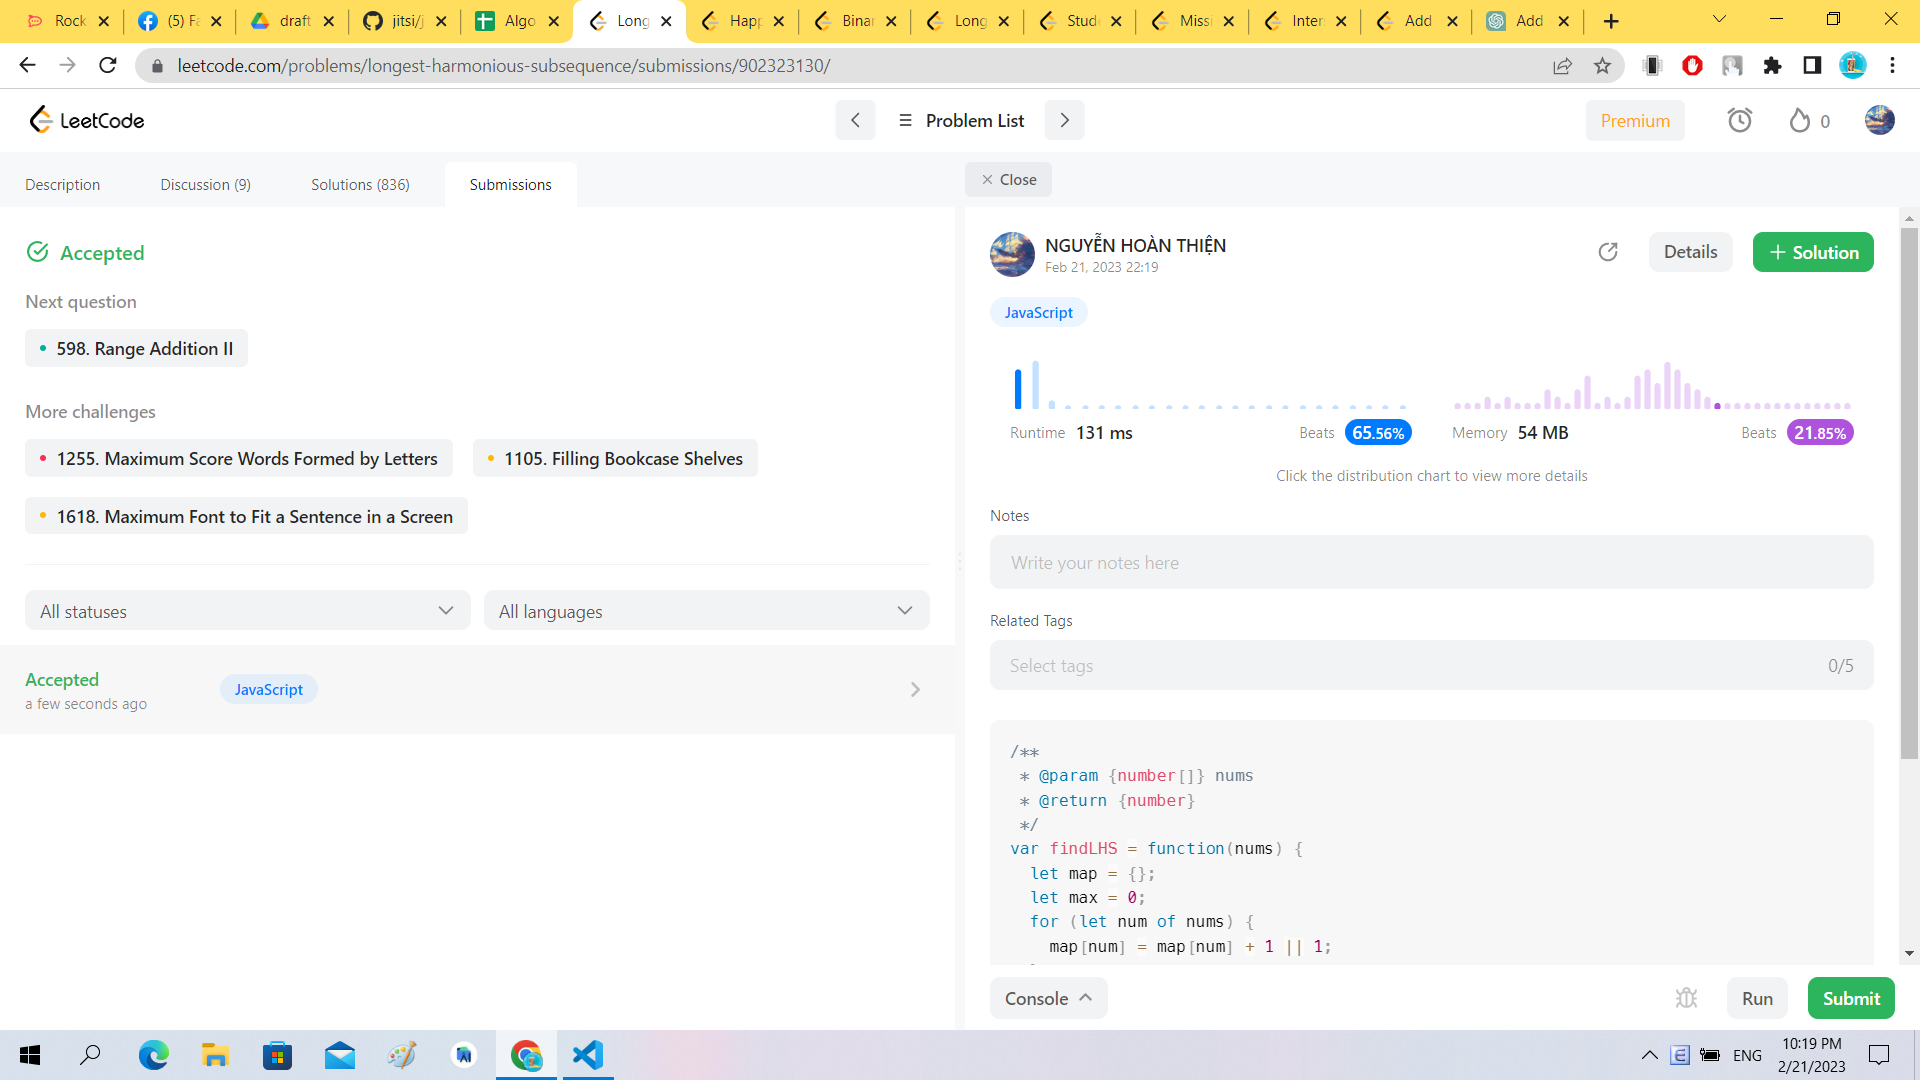 Rock
(5) Fa
draft
jitsi/j
Algo
Long
Happ
Binar
Long
Stude
Missi
Inter
Add
Add
leetcode.com/problems/longest-harmonious-subsequence/submissions/902323130/
LeetCode
Problem List
Premium
0
Description
Discussion (9)
Solutions (836)
Submissions
Close
Accepted
Next question
598. Range Addition II
More challenges
1255. Maximum Score Words Formed by Letters
1105. Filling Bookcase Shelves
1618. Maximum Font to Fit a Sentence in a Screen
All statuses
All languages
Accepted
a few seconds ago
JavaScript
NGUYỄN HOÀN THIỆN
Feb 21, 2023 22:19
Details
+ Solution
JavaScript
Runtime 131 ms
Beats 65.56%
Memory 54 MB
Beats 21.85%
Click the distribution chart to view more details
Notes
Write your notes here
Related Tags
Select tags
0/5
/**
 * @param {number[]} nums
 * @return {number}
 */
var findLHS = function(nums) {
  let map = {};
  let max = 0;
  for (let num of nums) {
    map[num] = map[num] + 1 || 1;
Console
Run
Submit
ENG
10:19 PM
2/21/2023